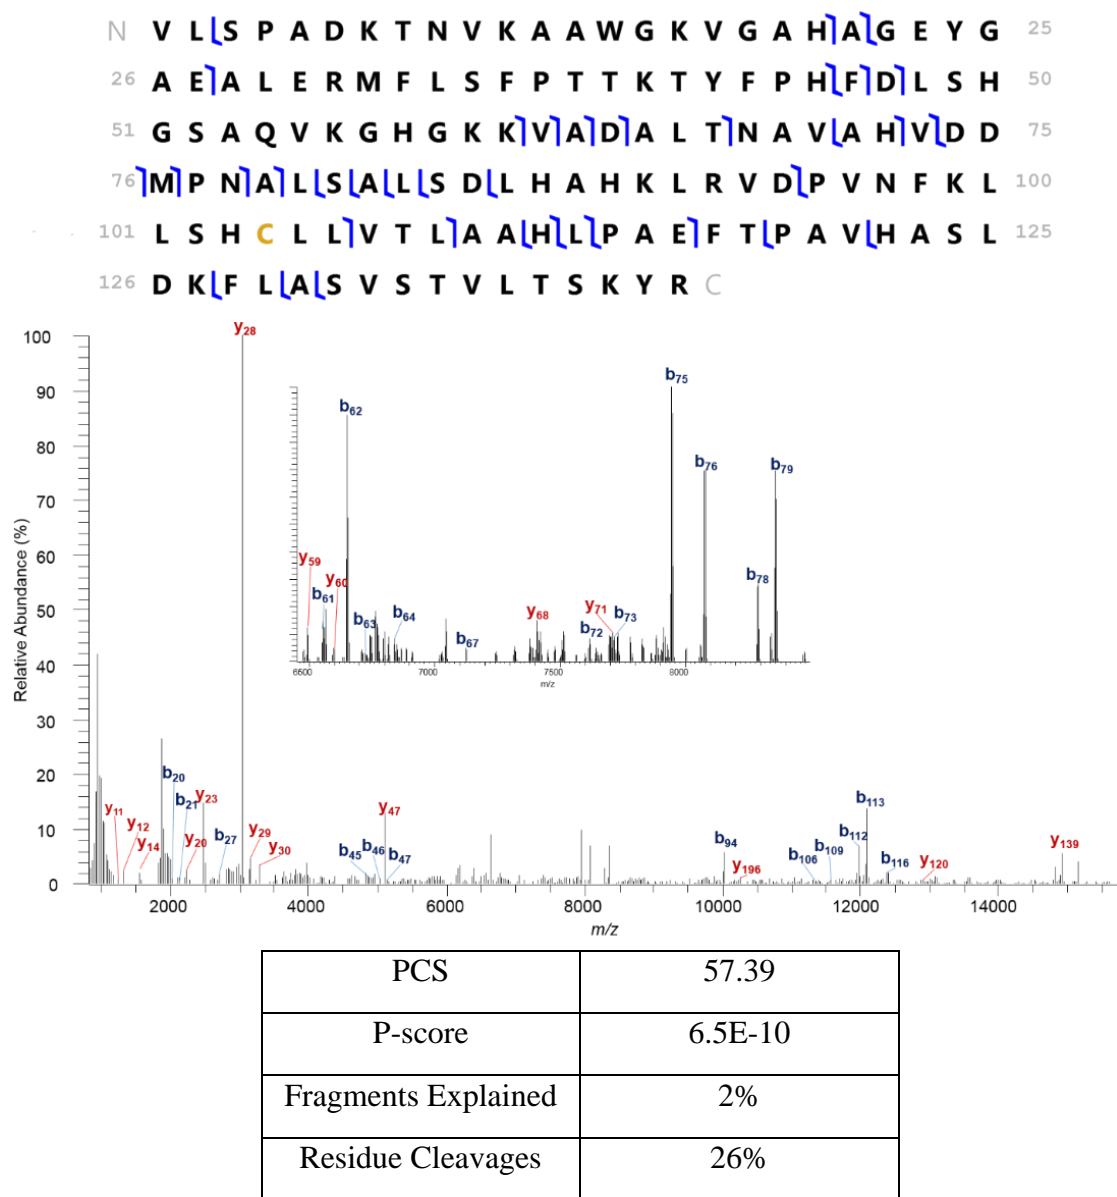 N V L S P A D K T N V K A A W G K V G A H A G E Y G 25
26 A E A L E R M F L S F P T T K T Y F P H F D L S H 50
51 G S A Q V K G H G K K V A D A L T N A V A H V D D 75
76 M P N A L S A L S D L H A H K L R V D P V N F K L 100
101 L S H C L L V T L A A H L P A E F T P A V H A S L 125
126 D K F L A S V S T V L T S K Y R C
Relative Abundance (%)
100
90
80
70
60
50
40
30
20
10
0
y28
y11
y12
y14
b20
b21
y20
y23
b27
y29
y30
b45
b46
y47
b47
b94
y196
b106
b109
b112
b113
b116
y120
y139
y59
b61
y60
b62
b63
b64
b67
y68
b72
y71
b73
b75
b76
b78
b79
6500 7000 7500 8000
m/z
2000 4000 6000 8000 10000 12000 14000
m/z
PCS 57.39
P-score 6.5E-10
Fragments Explained 2%
Residue Cleavages 26%